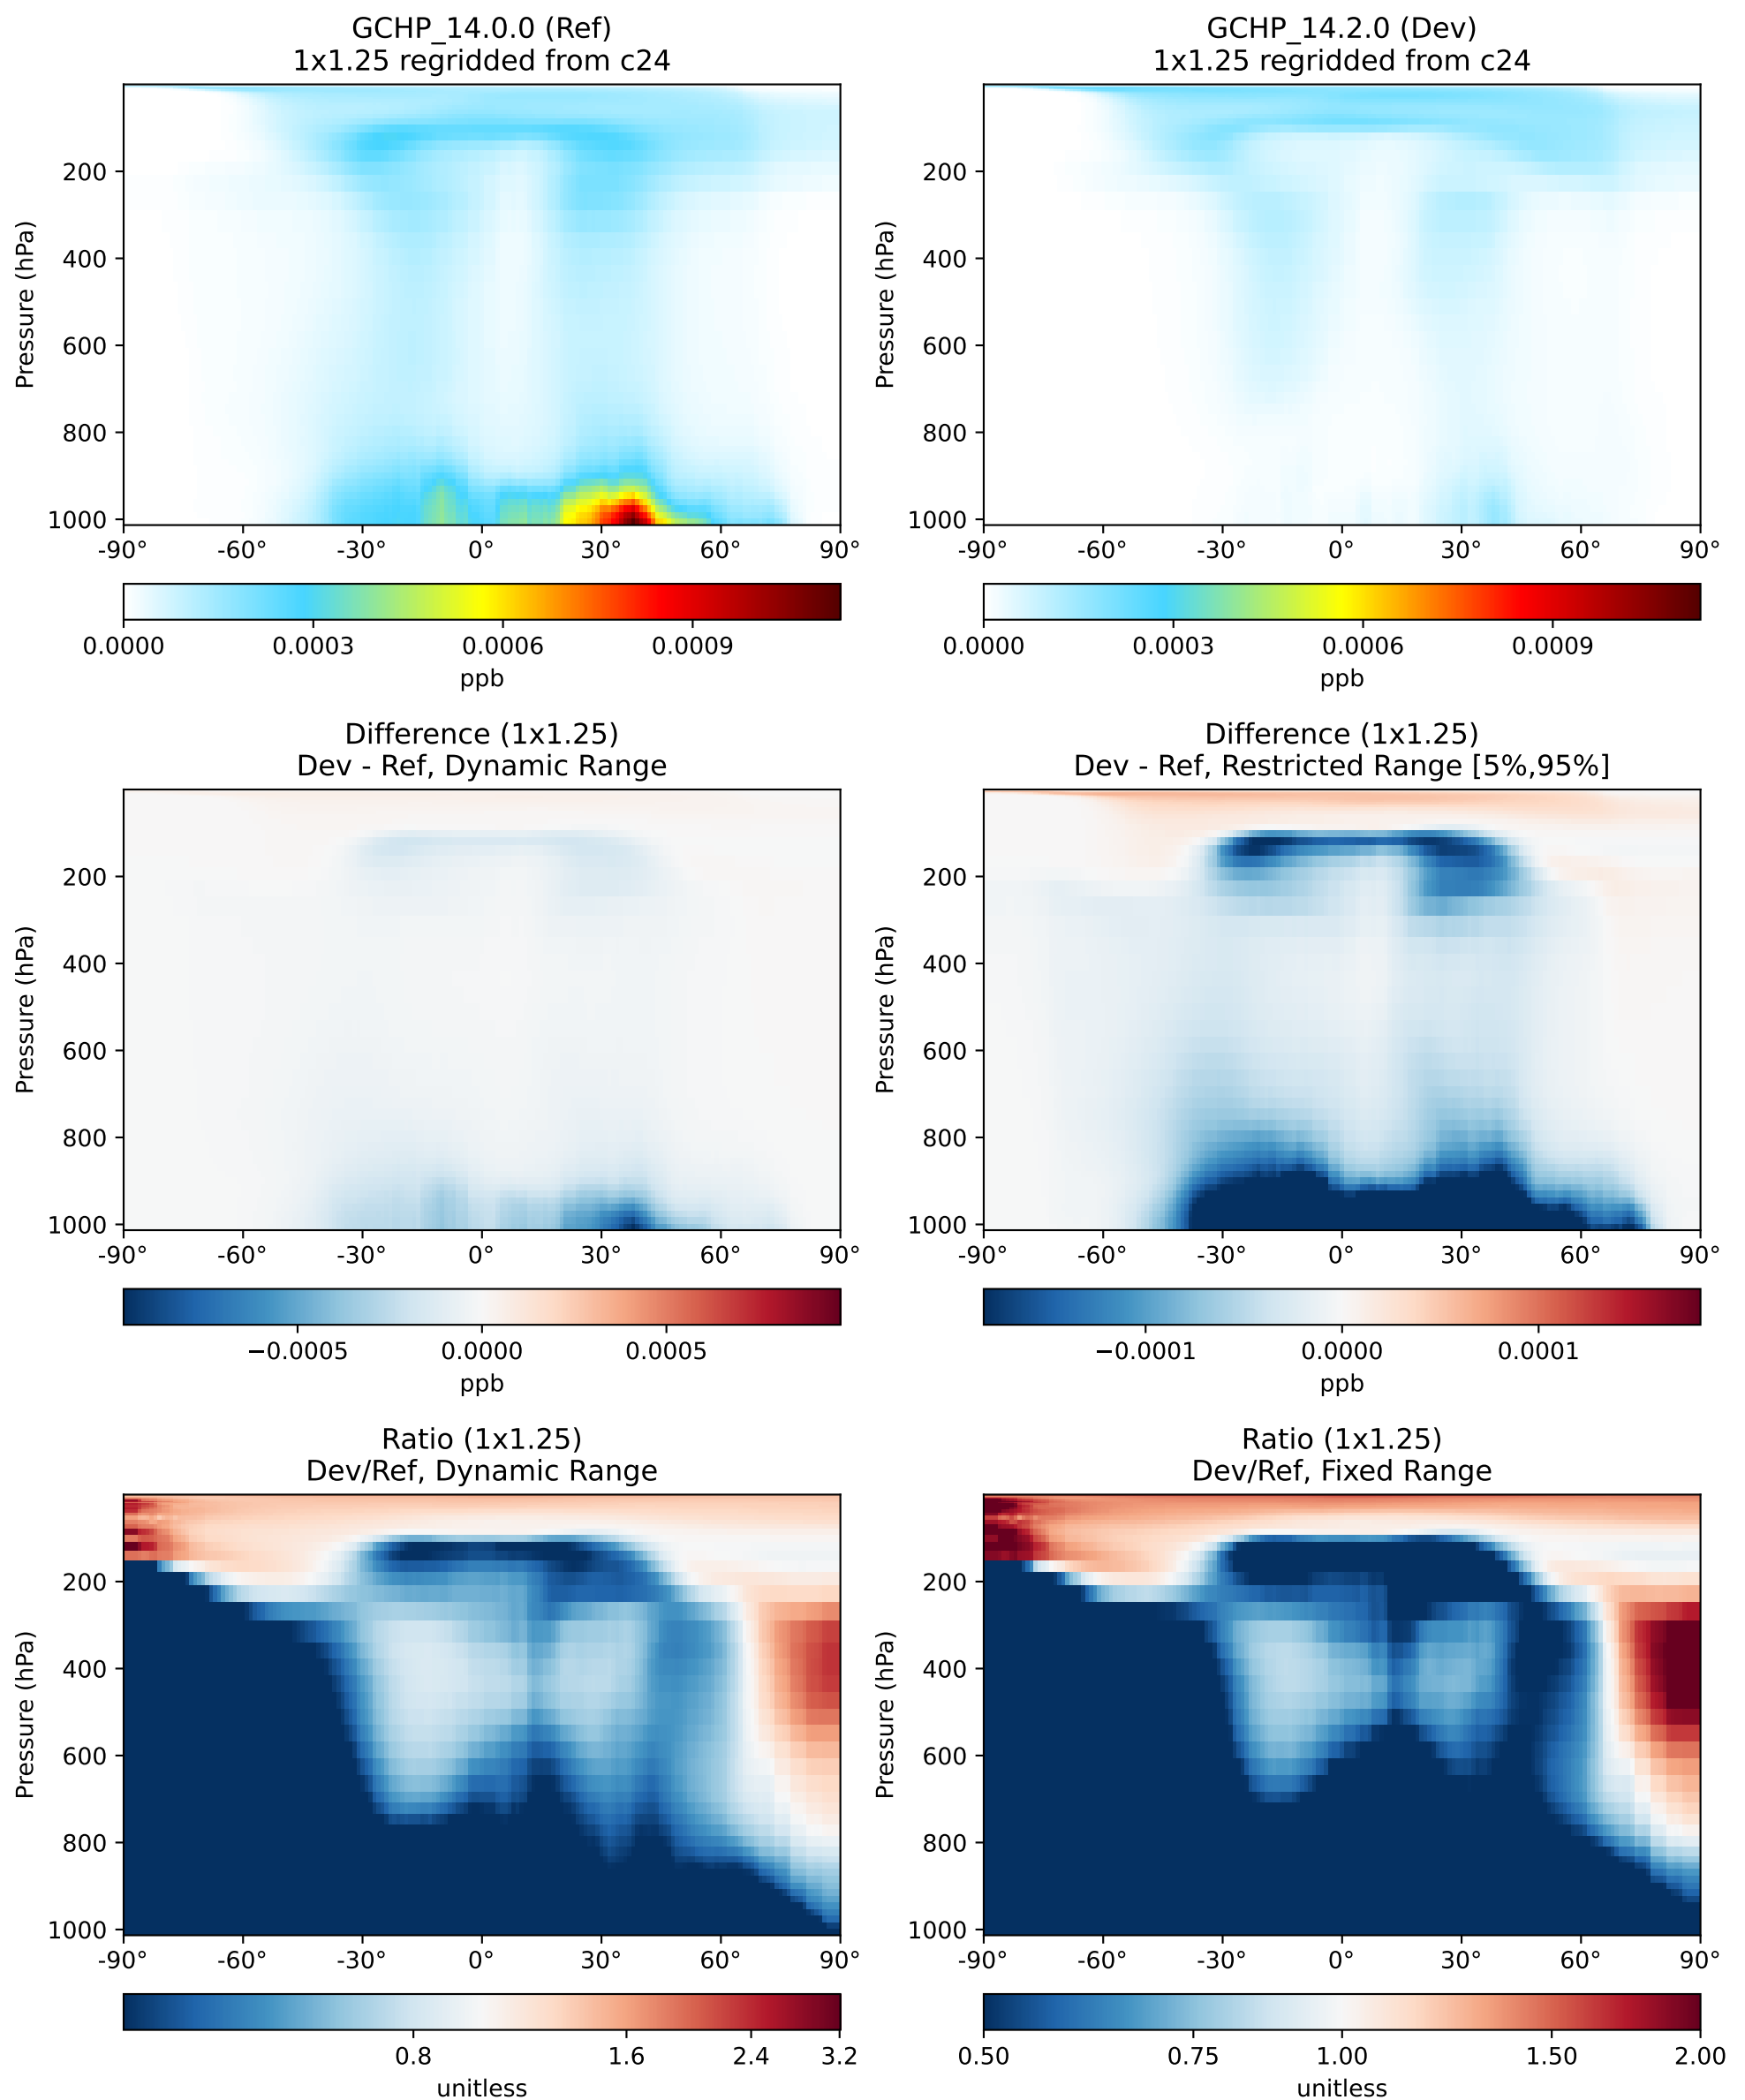 GCHP_14.0.0 (Ref)
1x1.25 regridded from c24
Pressure (hPa)
200
400
600
800
1000
-90° -60° -30° 0° 30° 60° 90°
0.0000 0.0003 0.0006 0.0009
ppb
GCHP_14.2.0 (Dev)
1x1.25 regridded from c24
Pressure (hPa)
200
400
600
800
1000
-90° -60° -30° 0° 30° 60° 90°
0.0000 0.0003 0.0006 0.0009
ppb
Difference (1x1.25)
Dev - Ref, Dynamic Range
Pressure (hPa)
200
400
600
800
1000
-90° -60° -30° 0° 30° 60° 90°
−0.0005 0.0000 0.0005
ppb
Difference (1x1.25)
Dev - Ref, Restricted Range [5%,95%]
Pressure (hPa)
200
400
600
800
1000
-90° -60° -30° 0° 30° 60° 90°
−0.0001 0.0000 0.0001
ppb
Ratio (1x1.25)
Dev/Ref, Dynamic Range
Pressure (hPa)
200
400
600
800
1000
-90° -60° -30° 0° 30° 60° 90°
0.8 1.6 2.4 3.2
unitless
Ratio (1x1.25)
Dev/Ref, Fixed Range
Pressure (hPa)
200
400
600
800
1000
-90° -60° -30° 0° 30° 60° 90°
0.50 0.75 1.00 1.50 2.00
unitless